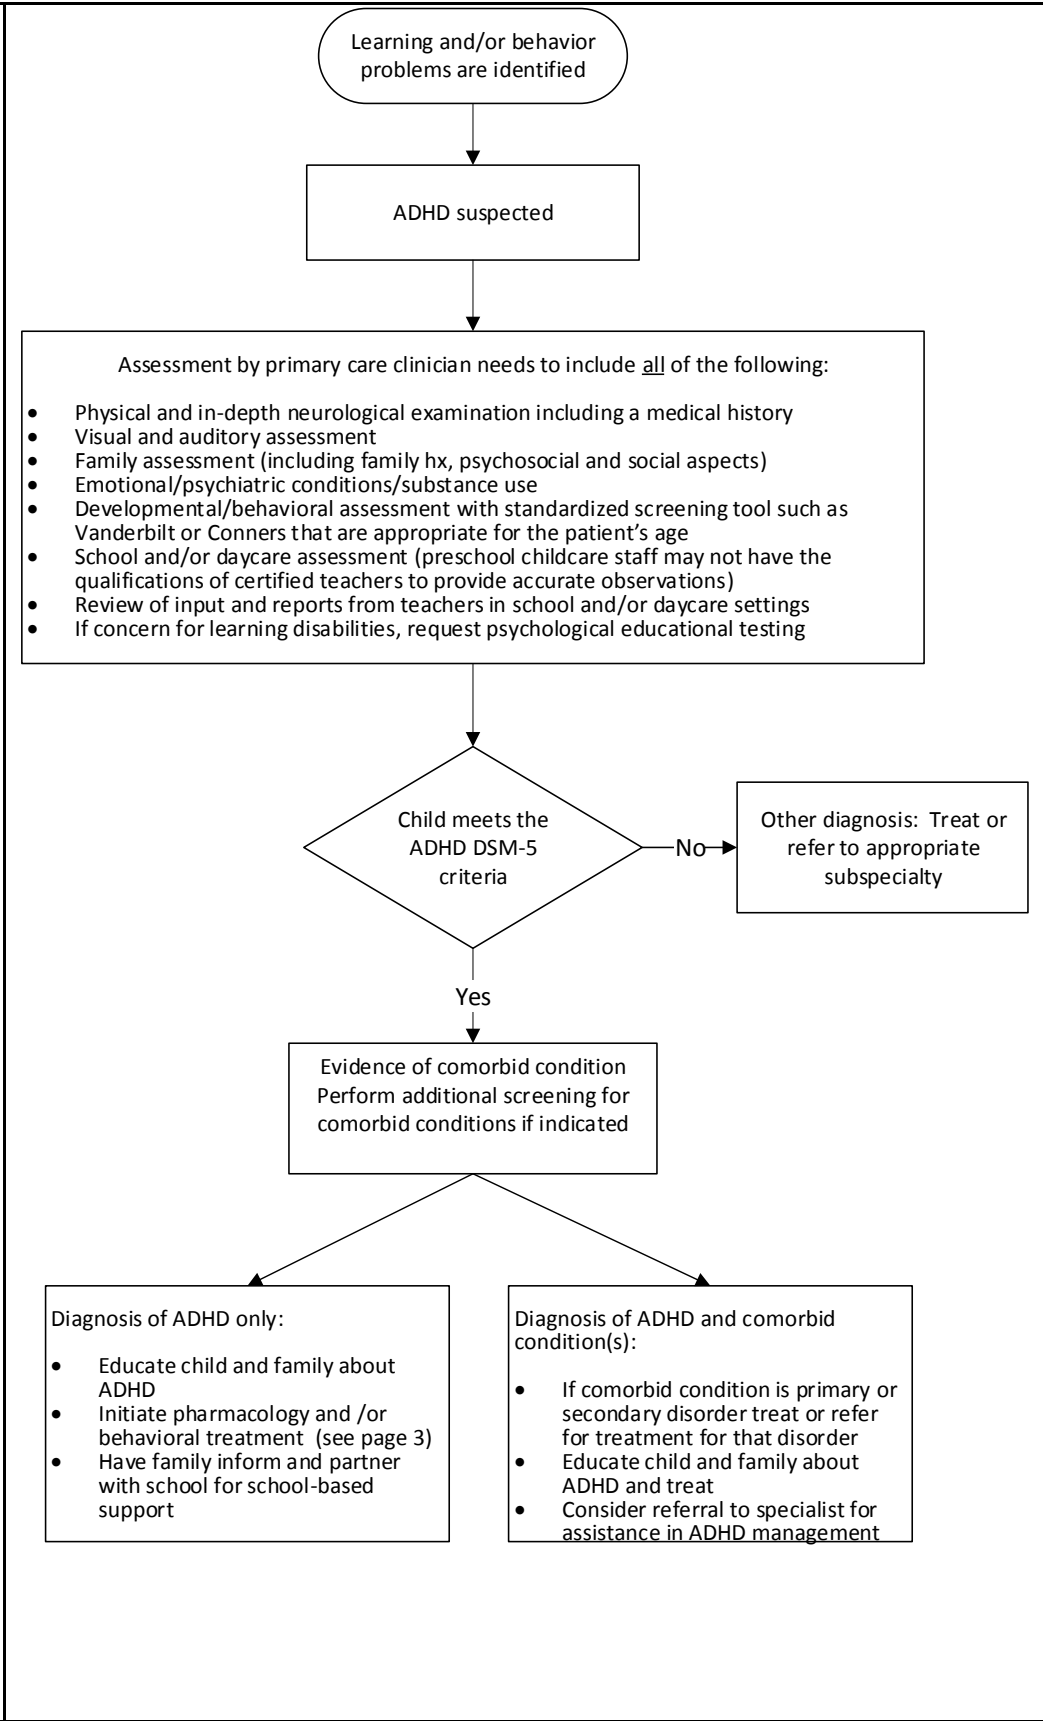 Learning and/or behavior
problems are identified
ADHD suspected
Assessment by primary care clinician needs to include all of the following:
• Physical and in-depth neurological examination including a medical history
• Visual and auditory assessment
• Family assessment (including family hx, psychosocial and social aspects)
• Emotional/psychiatric conditions/substance use
• Developmental/behavioral assessment with standardized screening tool such as
Vanderbilt or Conners that are appropriate for the patient’s age
• School and/or daycare assessment (preschool childcare staff may not have the
qualifications of certified teachers to provide accurate observations)
• Review of input and reports from teachers in school and/or daycare settings
• If concern for learning disabilities, request psychological educational testing
Child meets the
ADHD DSM-5
criteria
No
Other diagnosis: Treat or
refer to appropriate
subspecialty
Yes
Evidence of comorbid condition
Perform additional screening for
comorbid conditions if indicated
Diagnosis of ADHD only:
• Educate child and family about
ADHD
• Initiate pharmacology and /or
behavioral treatment (see page 3)
• Have family inform and partner
with school for school-based
support
Diagnosis of ADHD and comorbid
condition(s):
• If comorbid condition is primary or
secondary disorder treat or refer
for treatment for that disorder
• Educate child and family about
ADHD and treat
• Consider referral to specialist for
assistance in ADHD management